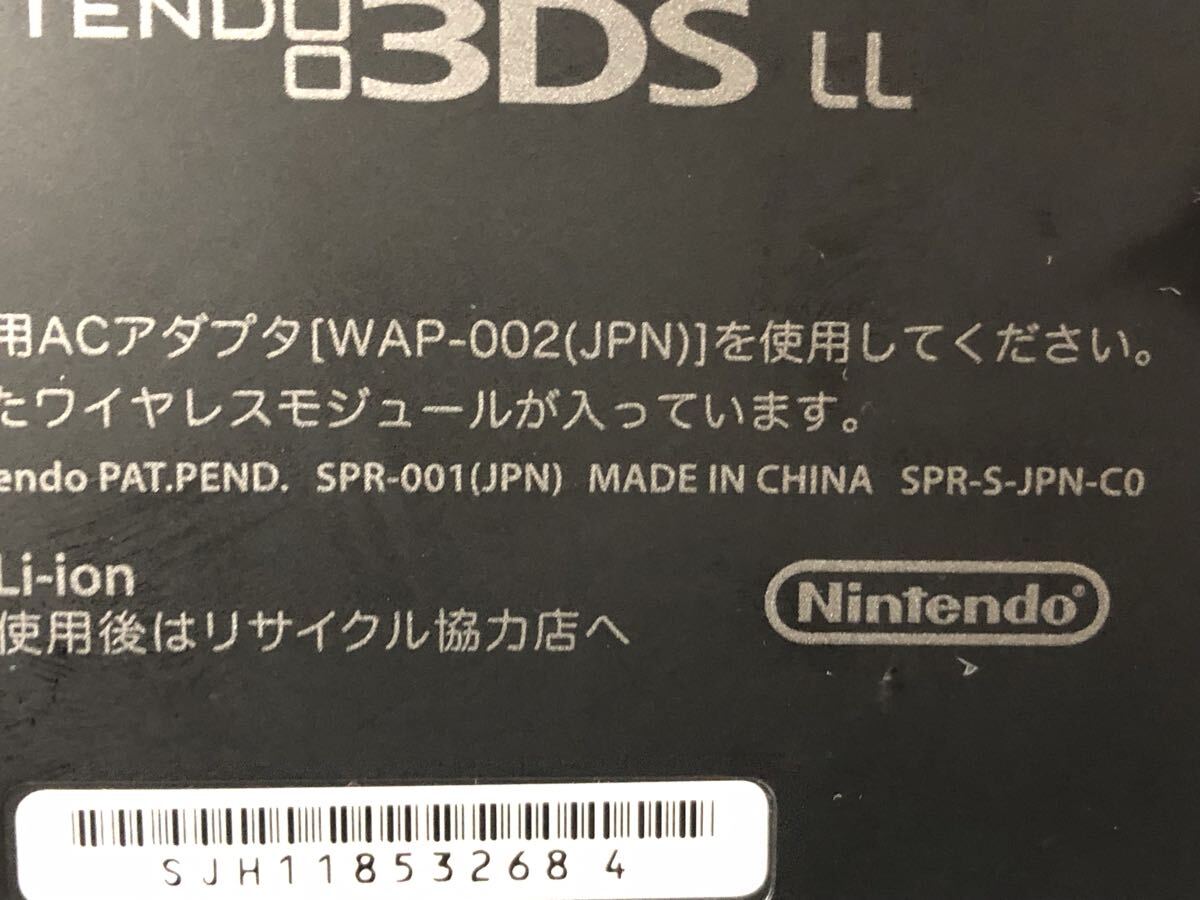 TENDO 3DS LL
用ACアダプタ[WAP-002(JPN)]を使用してください。
たワイヤレスモジュールが入っています。
endo PAT.PEND. SPR-001(JPN) MADE IN CHINA SPR-S-JPN-C0
Li-ion
Nintendo®
使用後はリサイクル協力店へ
SJH11853268 4